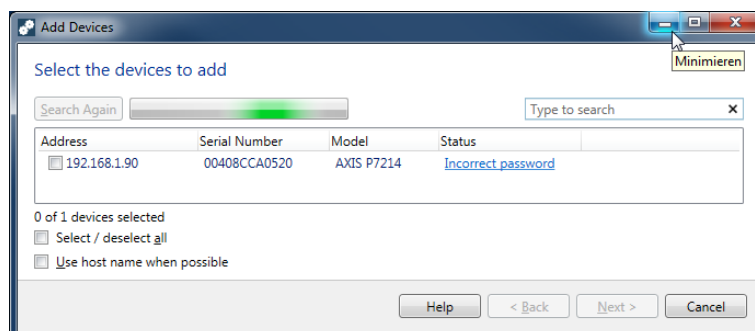 Add Devices
Minimieren
Select the devices to add
Search Again Type to search
Address Serial Number Model Status
192.168.1.90 00408CCA0520 AXIS P7214 Incorrect password
0 of 1 devices selected
Select / deselect all
Use host name when possible
Help < Back Next > Cancel